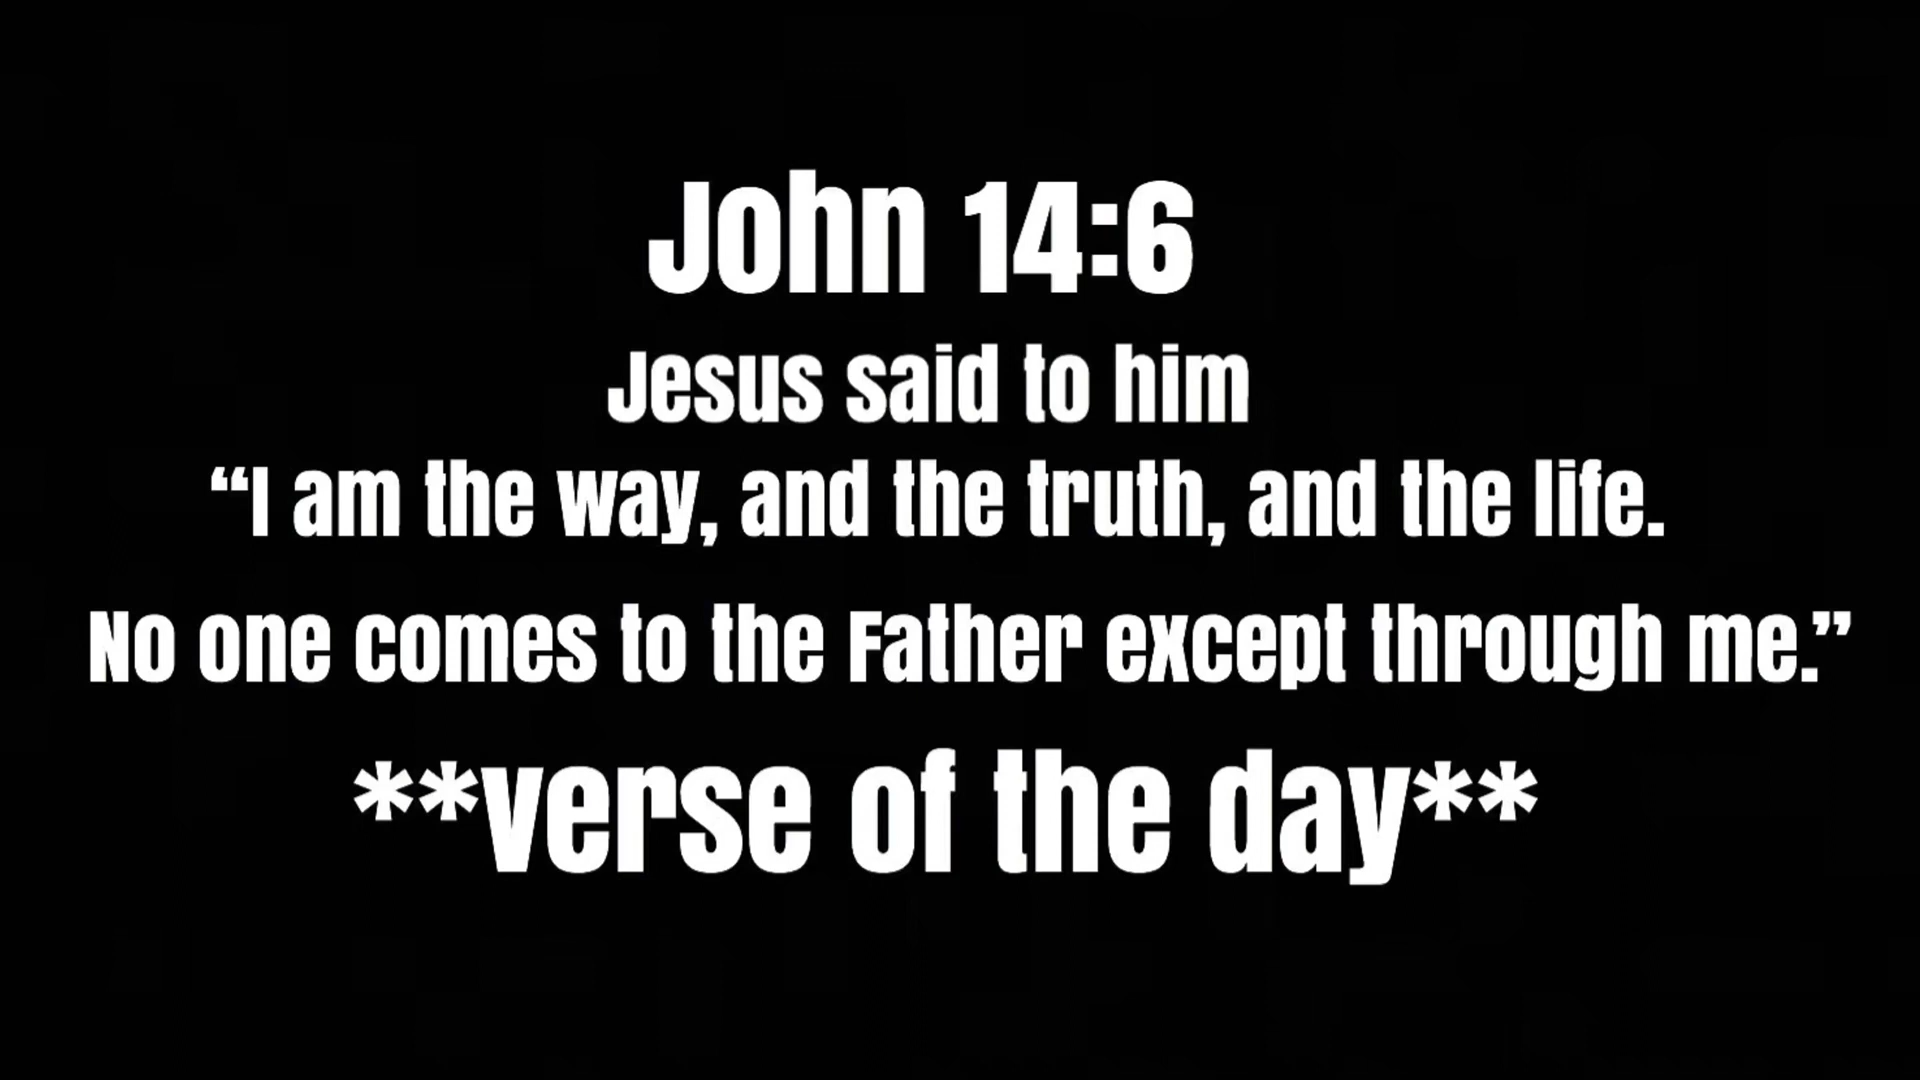 John 14:6
Jesus said to him
“I am the way, and the truth, and the life.
No one comes to the Father except through me.”
**verse of the day**